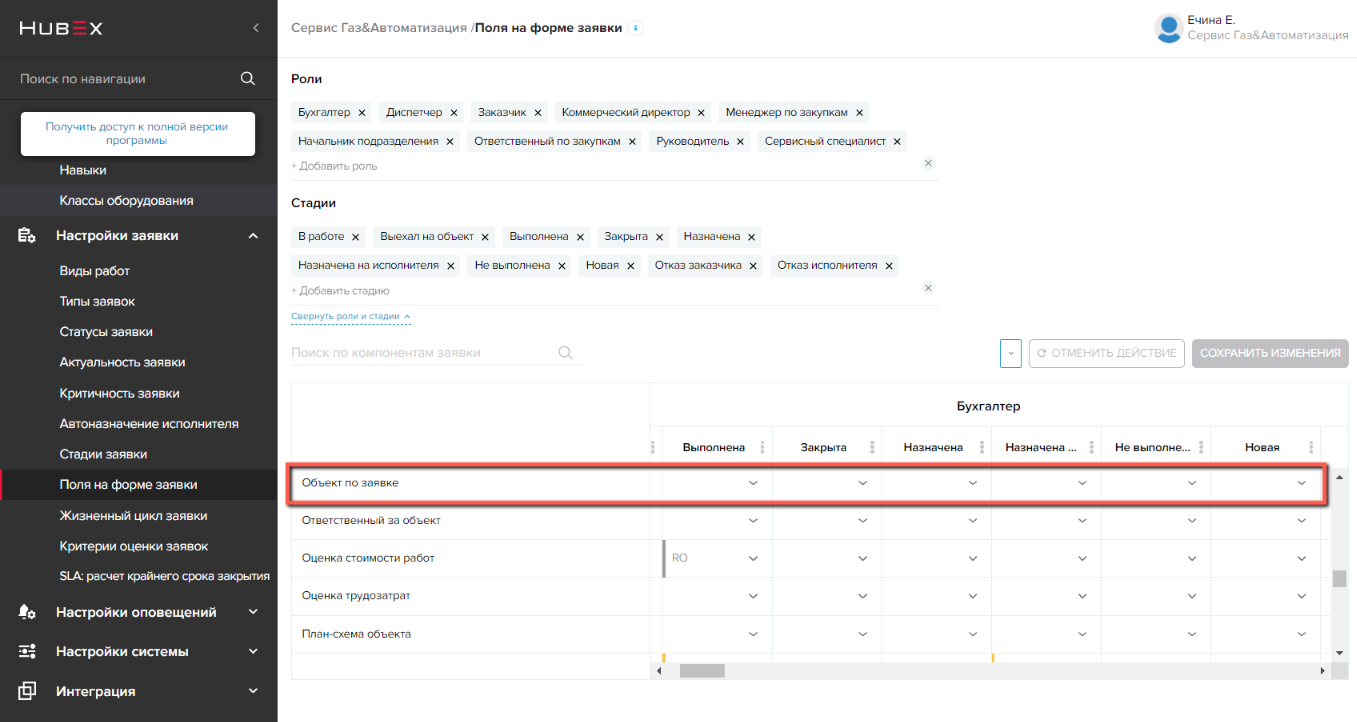 HUBEX
Поиск по навигации
Получить доступ к полной версии
программы
Навыки
Классы оборудования
Настройки заявки
Виды работ
Типы заявок
Статусы заявки
Актуальность заявки
Критичность заявки
Автоназначение исполнителя
Стадии заявки
Поля на форме заявки
Жизненный цикл заявки
Критерии оценки заявок
SLA: расчет крайнего срока закрытия
Настройки оповещений
Настройки системы
Интеграция
Сервис Газ&Автоматизация /Поля на форме заявки
Ечина Е.
Сервис Газ&Автоматизация
Роли
Бухгалтер × Диспетчер × Заказчик × Коммерческий директор × Менеджер по закупкам ×
Начальник подразделения × Ответственный по закупкам × Руководитель × Сервисный специалист ×
+ Добавить роль
Стадии
В работе × Выехал на объект × Выполнена × Закрыта × Назначена ×
Назначена на исполнителя × Не выполнена × Новая × Отказ заказчика × Отказ исполнителя ×
+ Добавить стадию
Свернуть роли и стадии
Поиск по компонентам заявки
ОТМЕНИТЬ ДЕЙСТВИЕ СОХРАНИТЬ ИЗМЕНЕНИЯ
Бухгалтер
Выполнена Закрыта Назначена Назначена ... Не выполне... Новая
Объект по заявке
Ответственный за объект
Оценка стоимости работ RO
Оценка трудозатрат
План-схема объекта